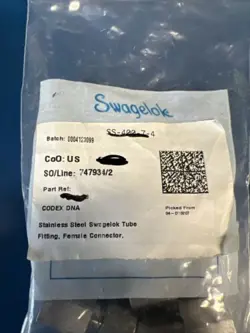 Swagelok
SS-400-7-4
Batch: 0004123099
CoO: US
SO/Line: 747934/2
Part Ref:
CODEX DNA
Picked From
Stainless Steel Swagelok Tube
Fitting, Female Connector,